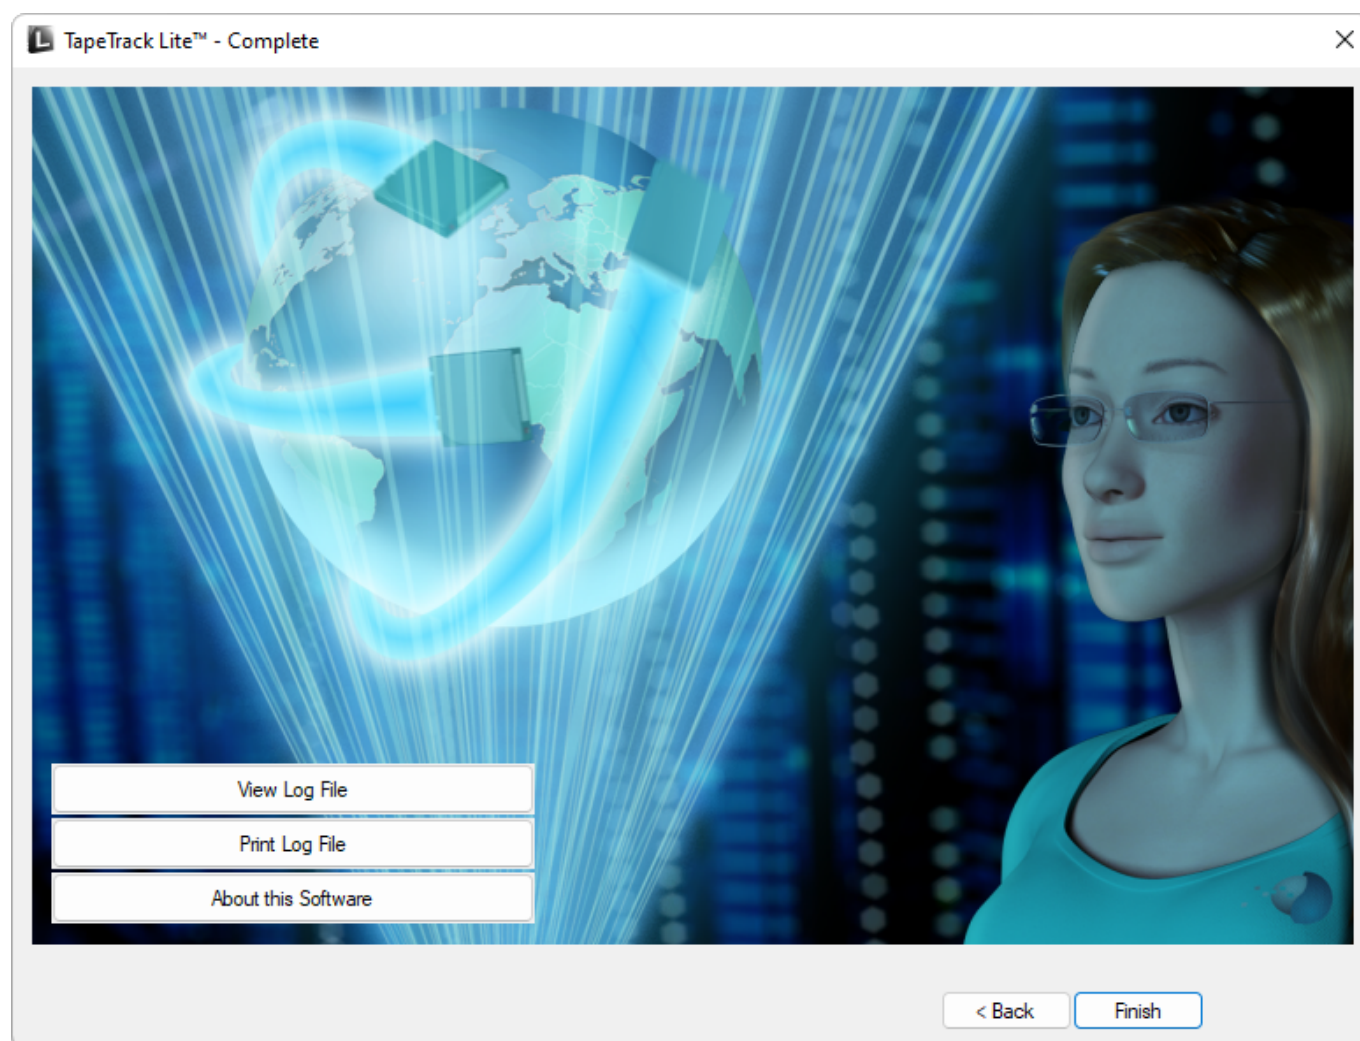 TapeTrack Lite™ - Complete
View Log File
Print Log File
About this Software
< Back
Finish